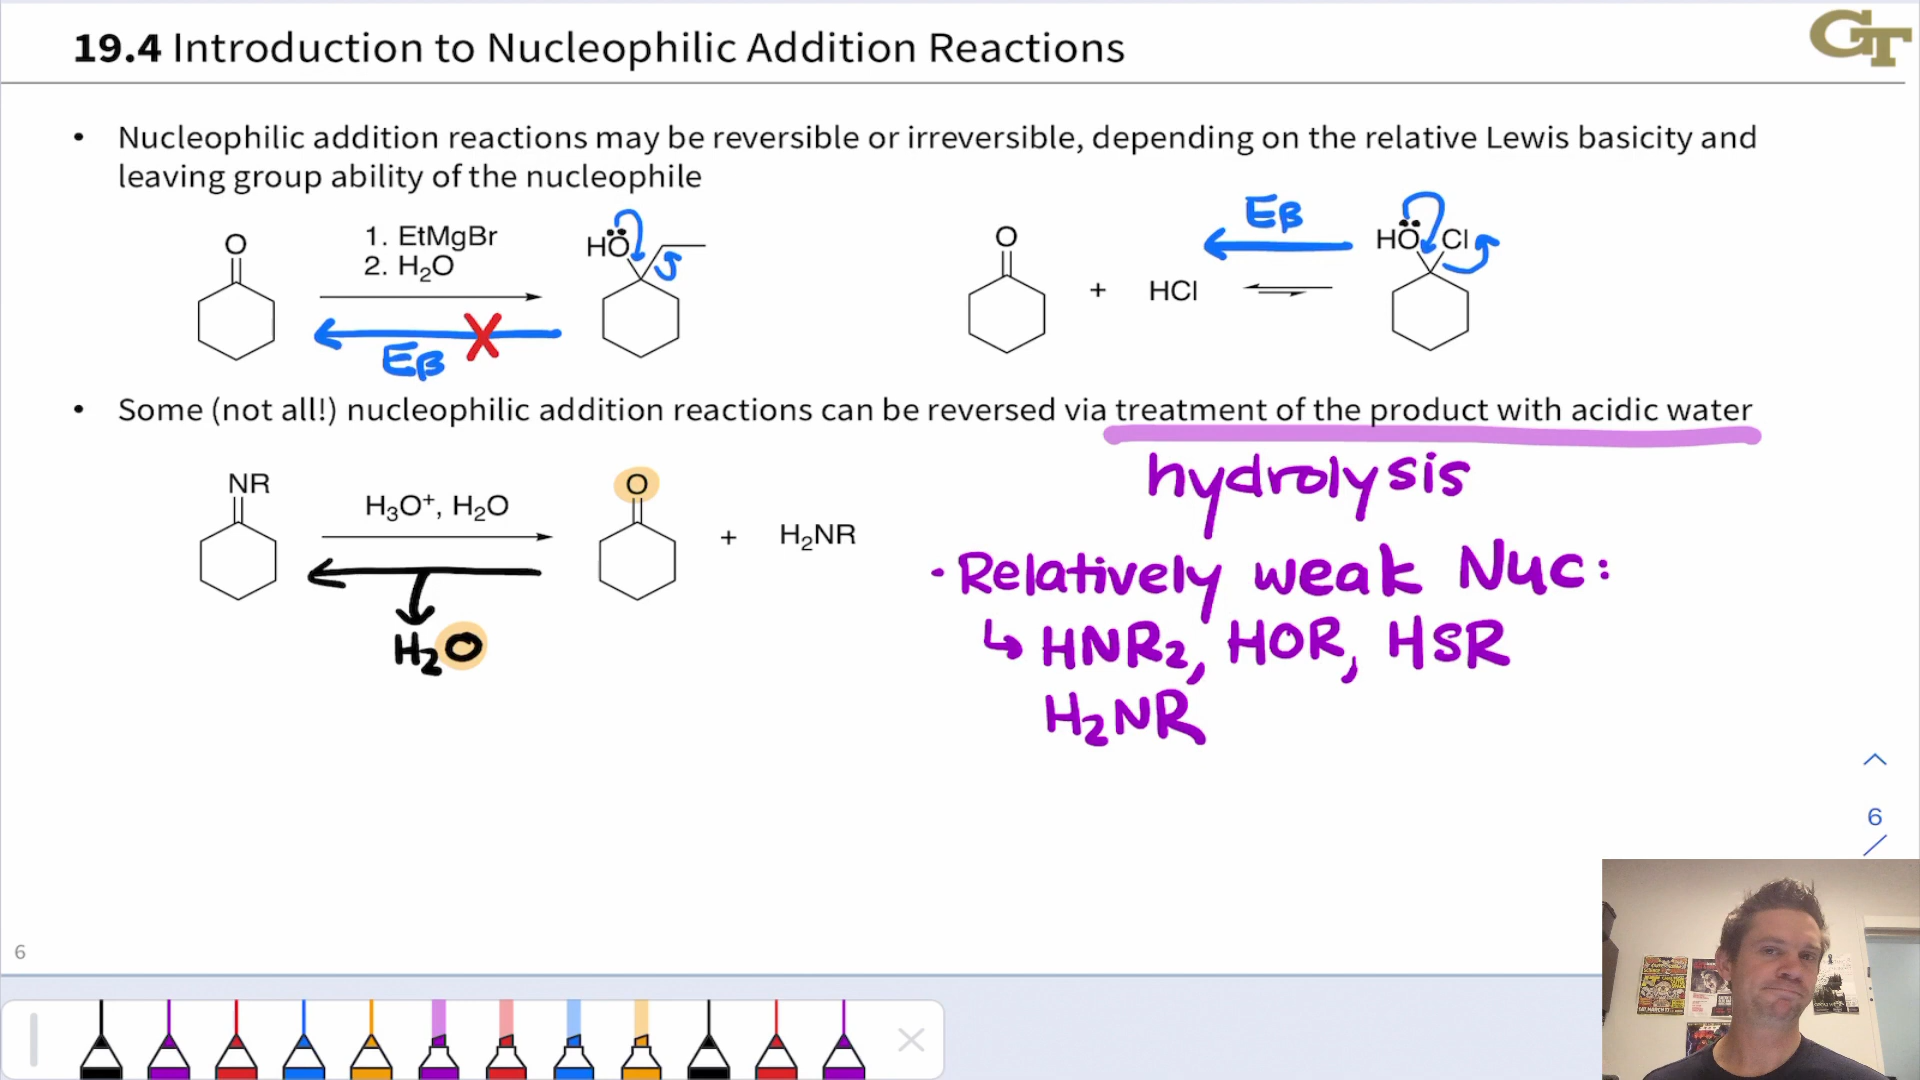 19.4 Introduction to Nucleophilic Addition Reactions
GT
• Nucleophilic addition reactions may be reversible or irreversible, depending on the relative Lewis basicity and
leaving group ability of the nucleophile
O
1. EtMgBr
2. H₂O
HO
Eβ
O
+ HCl
Eβ
HO Cl
• Some (not all!) nucleophilic addition reactions can be reversed via treatment of the product with acidic water
hydrolysis
NR
H₃O⁺, H₂O
O
+ H₂NR
H₂O
· Relatively weak Nuc:
↳ HNR₂, HOR, HSR
H₂NR
6
6